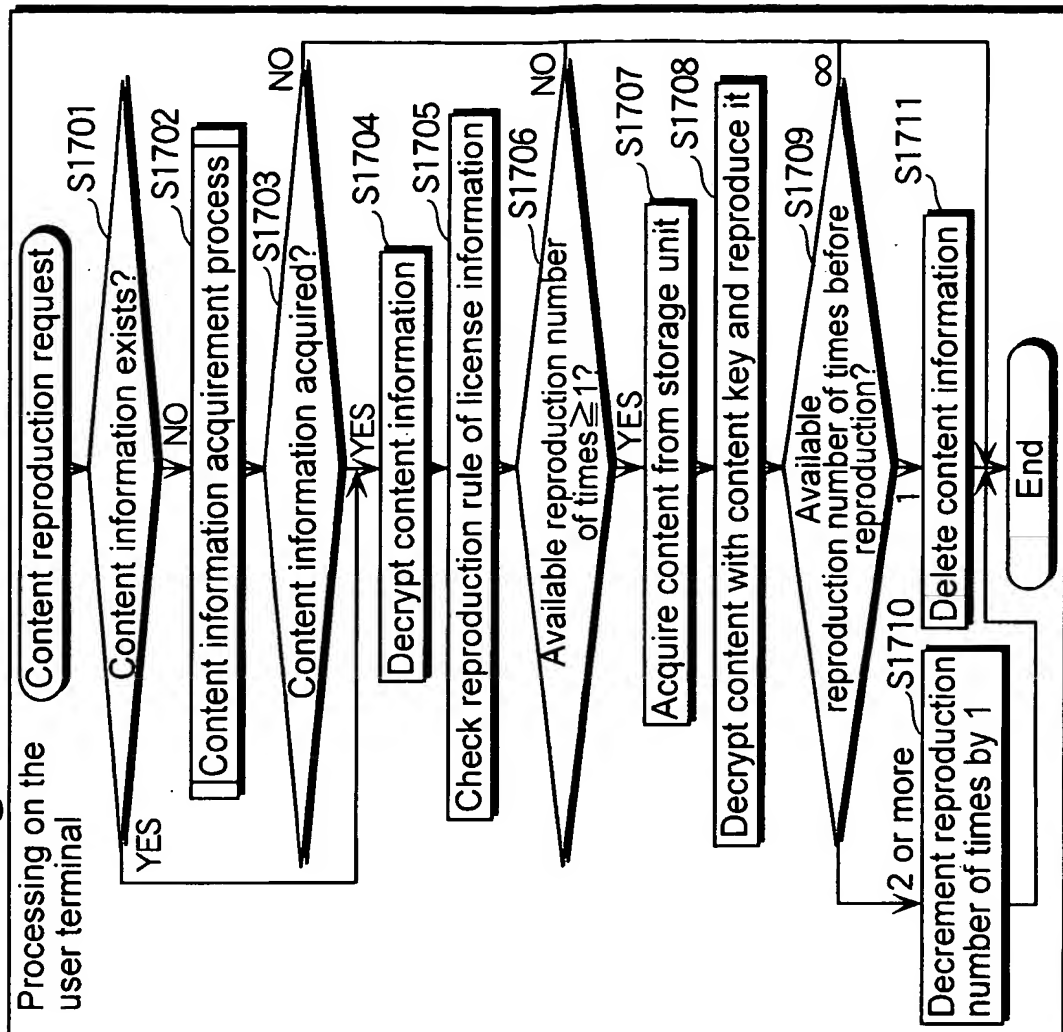 Processing on the
user terminal
Content reproduction request
S1701
Content information exists?
YES
NO
S1702
Content information acquirement process
S1703
Content information acquired?
NO
YES
S1704
Decrypt content information
S1705
Check reproduction rule of license information
S1706
Available reproduction number
of times≧1?
NO
YES
S1707
Acquire content from storage unit
S1708
Decrypt content with content key and reproduce it
S1709
Available
reproduction number of times before
reproduction?
∞
2 or more
1
S1710
Decrement reproduction
number of times by 1
S1711
Delete content information
End